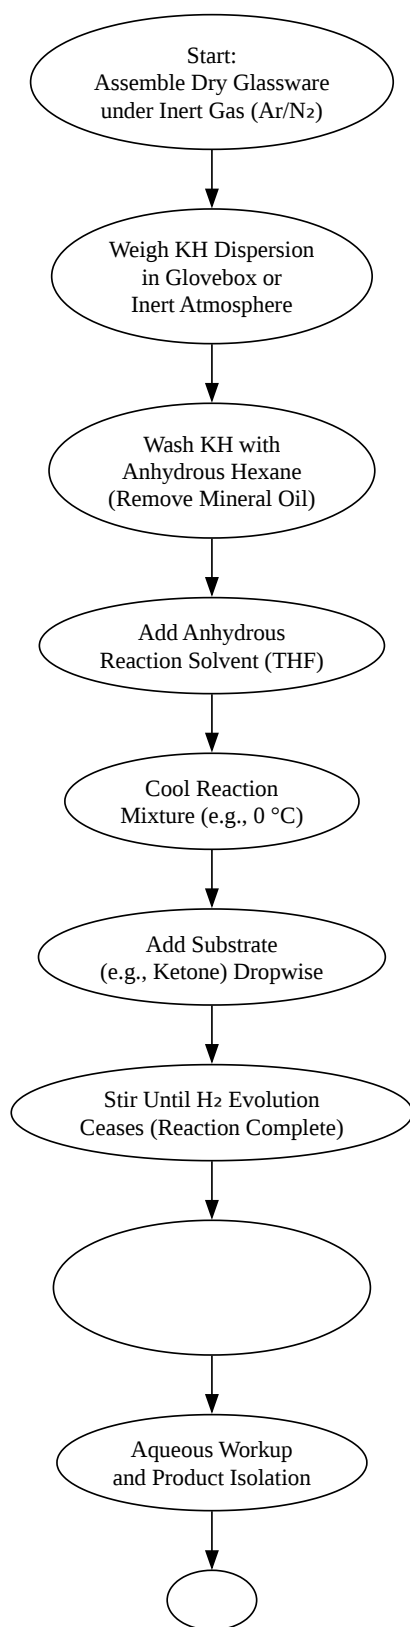 Start:
Assemble Dry Glassware
under Inert Gas (Ar/N₂)
Weigh KH Dispersion
in Glovebox or
Inert Atmosphere
Wash KH with
Anhydrous Hexane
(Remove Mineral Oil)
Add Anhydrous
Reaction Solvent (THF)
Cool Reaction
Mixture (e.g., 0 °C)
Add Substrate
(e.g., Ketone) Dropwise
Stir Until H₂ Evolution
Ceases (Reaction Complete)
Aqueous Workup
and Product Isolation